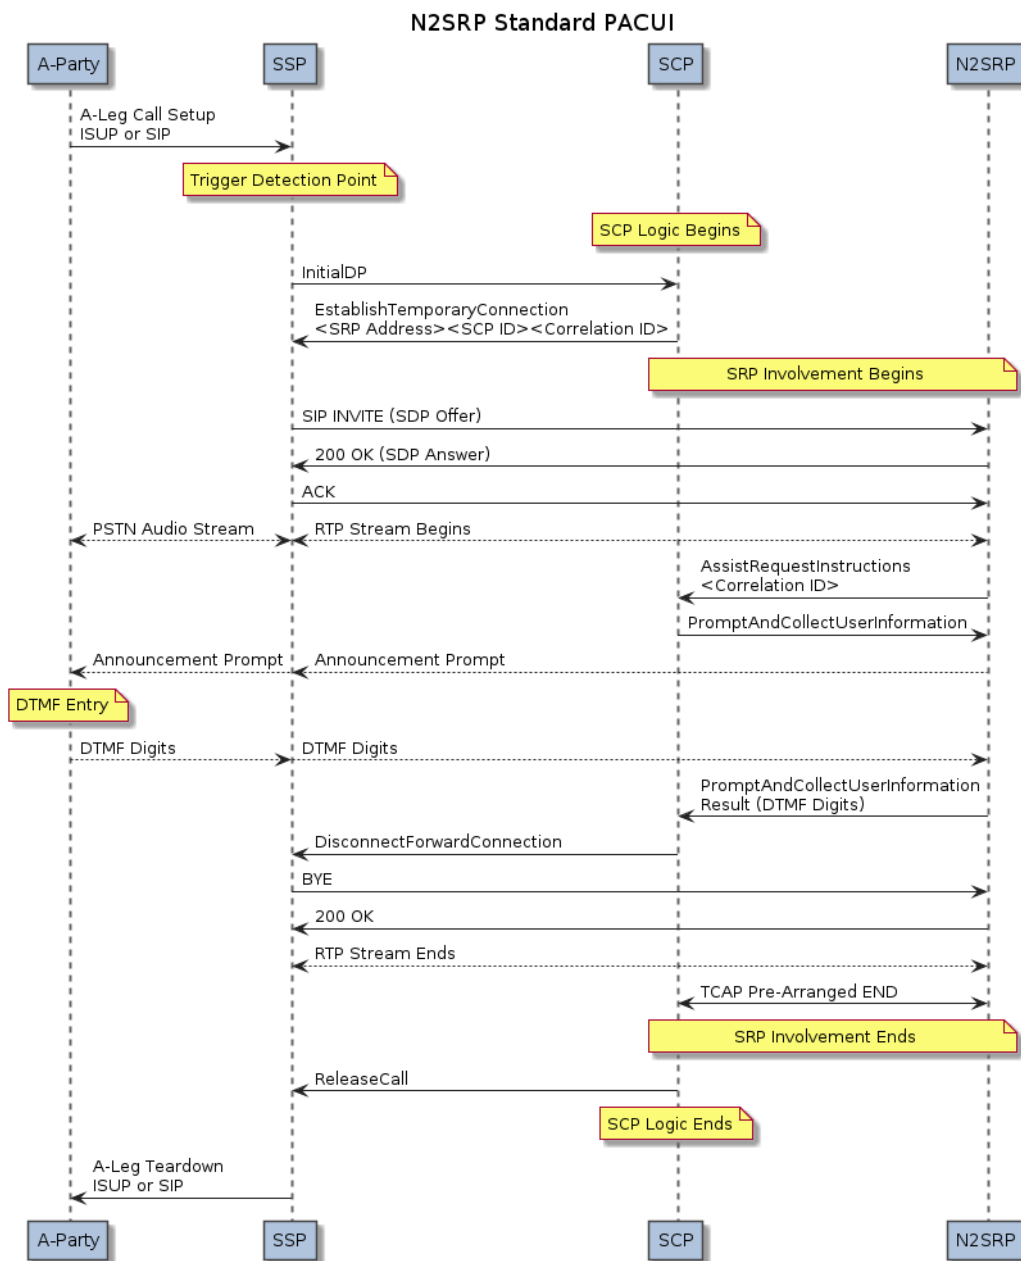 N2SRP Standard PACUI
A-Party
SSP
SCP
N2SRP
A-Leg Call Setup
ISUP or SIP
Trigger Detection Point
SCP Logic Begins
InitialDP
EstablishTemporaryConnection
<SRP Address><SCP ID><Correlation ID>
SRP Involvement Begins
SIP INVITE (SDP Offer)
200 OK (SDP Answer)
ACK
PSTN Audio Stream
RTP Stream Begins
AssistRequestInstructions
<Correlation ID>
PromptAndCollectUserInformation
Announcement Prompt
Announcement Prompt
DTMF Entry
DTMF Digits
DTMF Digits
PromptAndCollectUserInformation
Result (DTMF Digits)
DisconnectForwardConnection
BYE
200 OK
RTP Stream Ends
TCAP Pre-Arranged END
SRP Involvement Ends
ReleaseCall
SCP Logic Ends
A-Leg Teardown
ISUP or SIP
A-Party
SSP
SCP
N2SRP